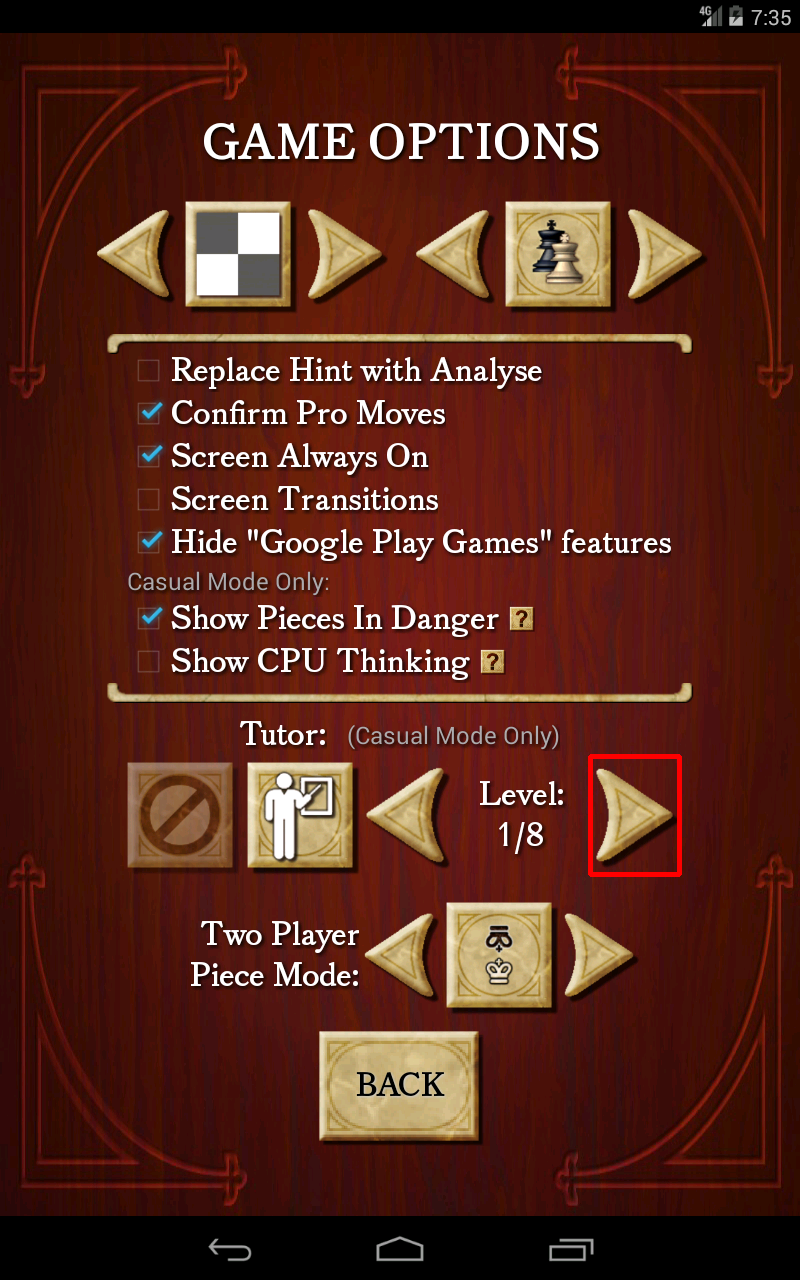 4G 7:35
GAME OPTIONS
Replace Hint with Analyse
Confirm Pro Moves
Screen Always On
Screen Transitions
Hide "Google Play Games" features
Casual Mode Only:
Show Pieces In Danger ?
Show CPU Thinking ?
Tutor: (Casual Mode Only)
Level:
1/8
Two Player
Piece Mode:
BACK